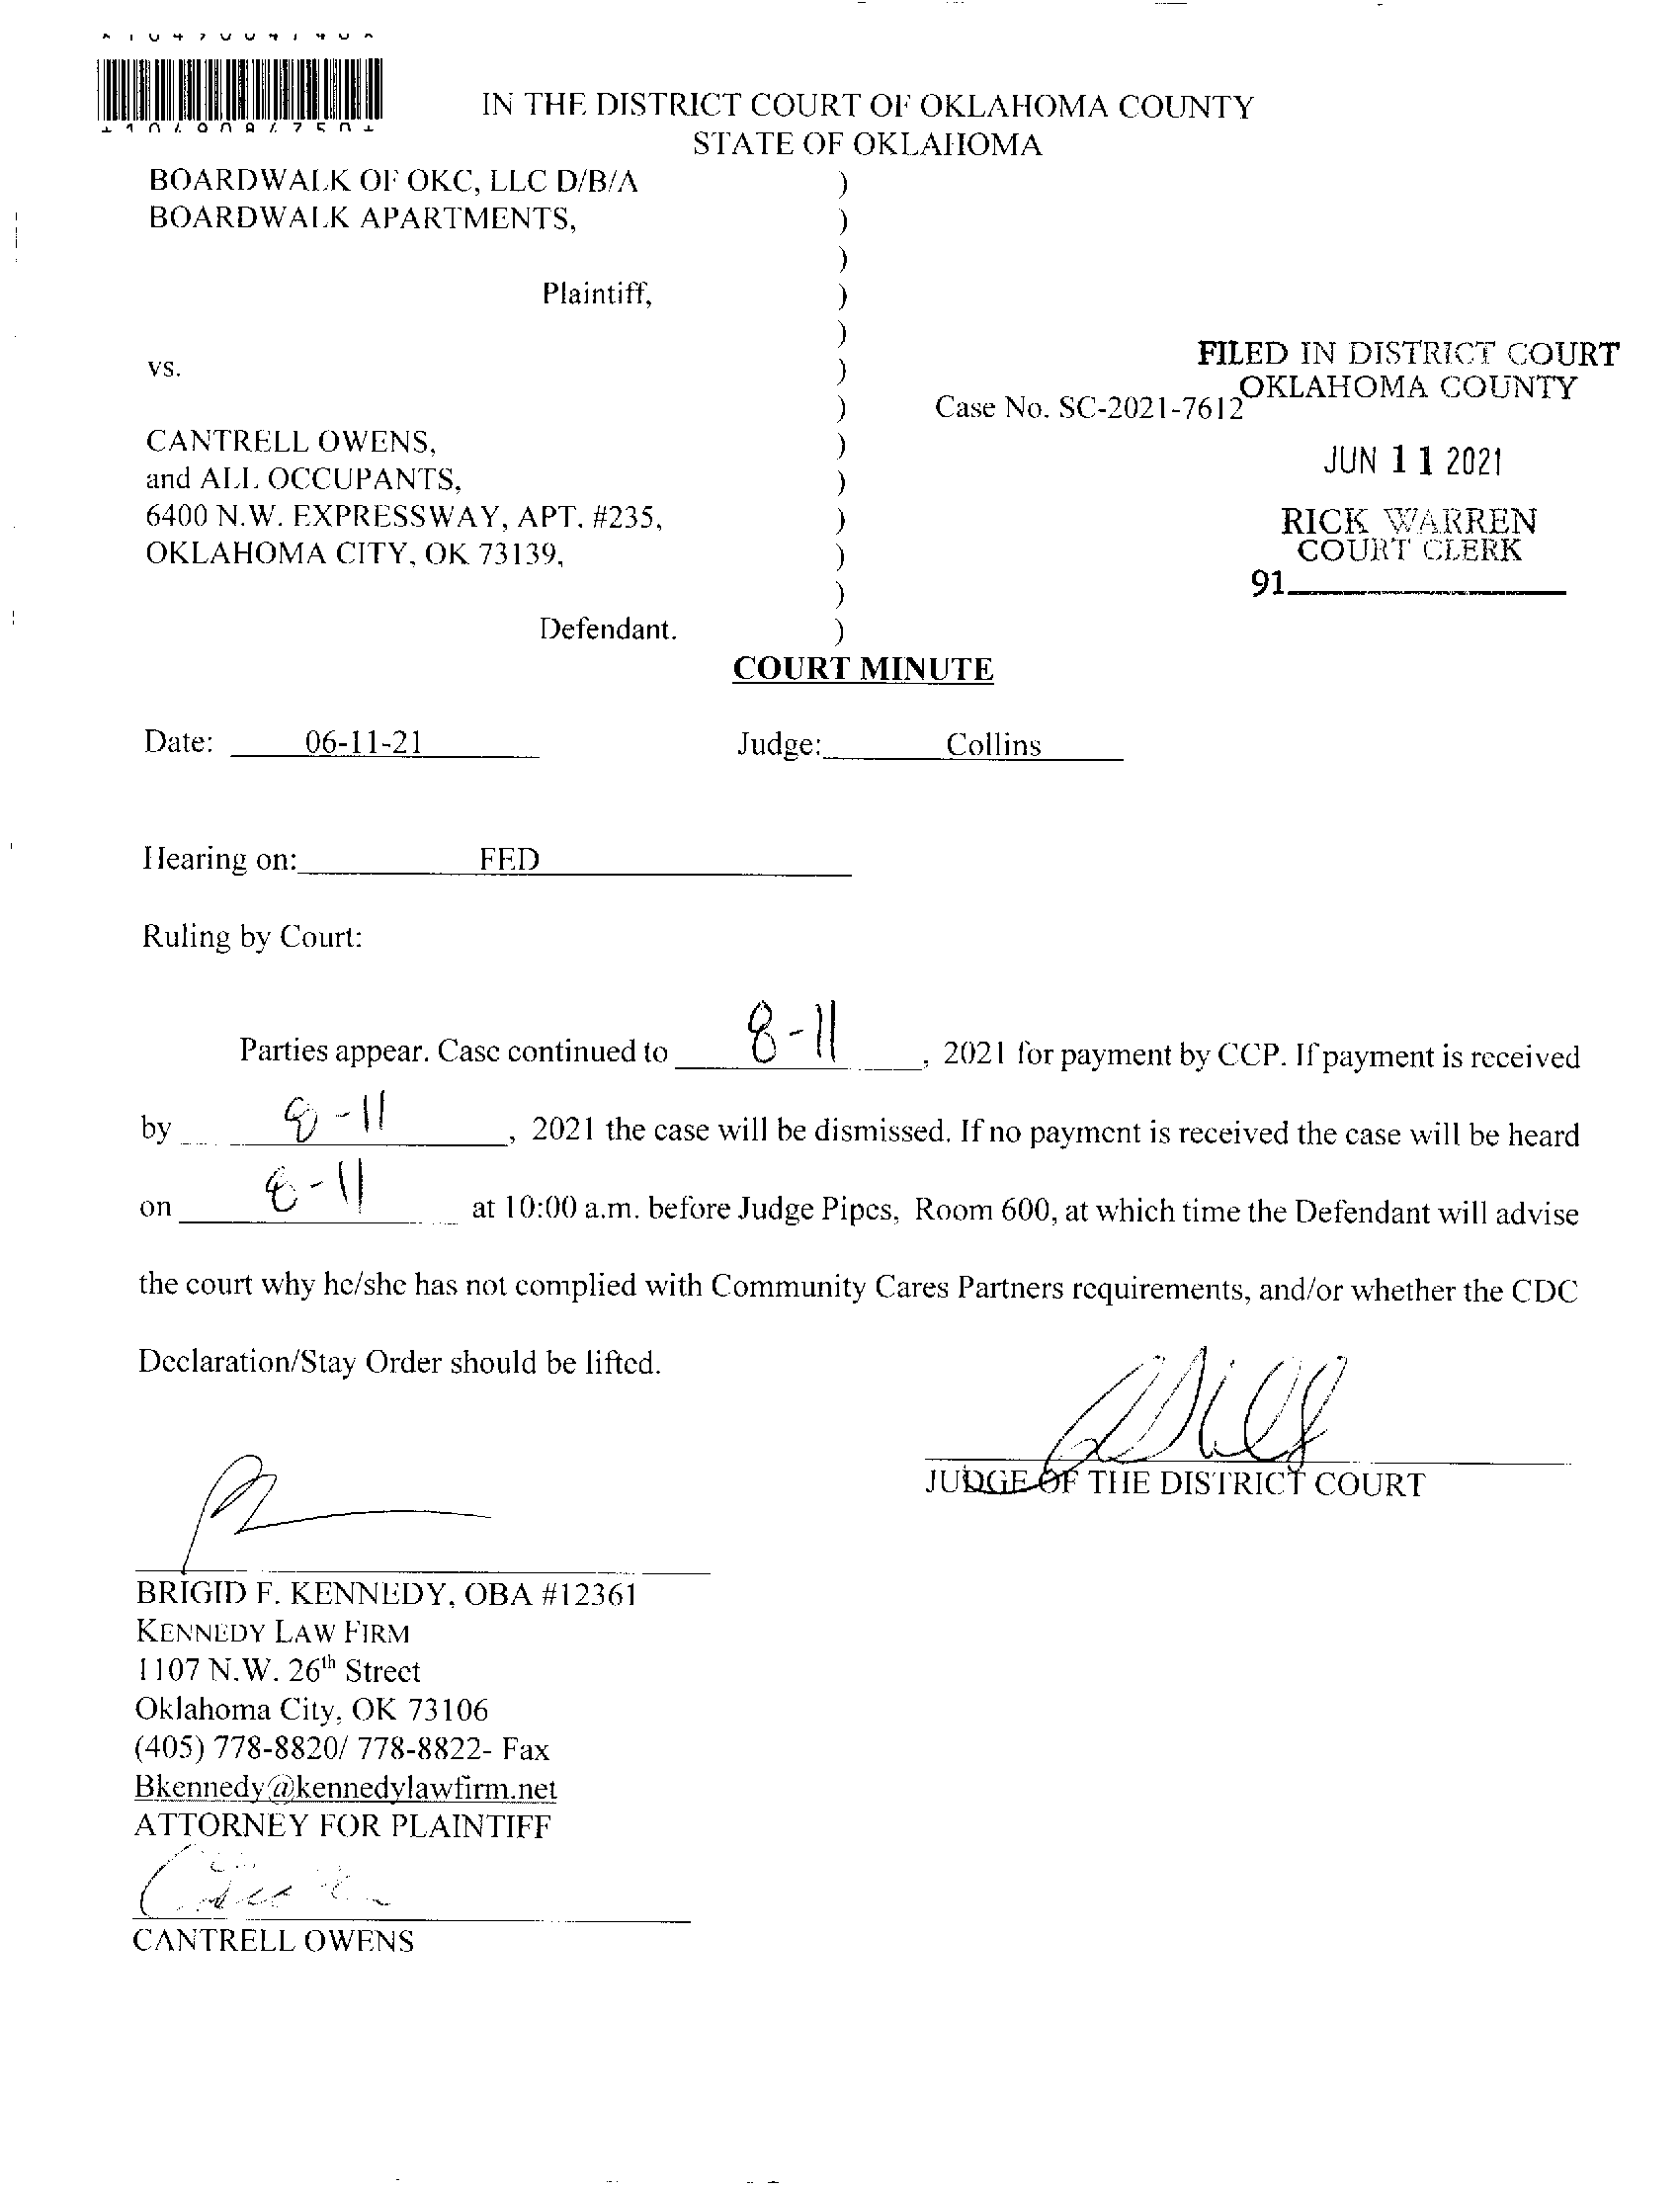 IN THE DISTRICT COURT OF OKLAHOMA COUNTY
STATE OF OKLAHOMA
BOARDWALK OF OKC, LLC D/B/A )
BOARDWALK APARTMENTS, )
)
Plaintiff, )
)
vs. )
FILED IN DISTRICT COURT
OKLAHOMA COUNTY
) Case No. SC-2021-7612
CANTRELL OWENS, )
JUN 11 2021
and ALL OCCUPANTS, )
6400 N.W. EXPRESSWAY, APT. #235, )
RICK WARREN
OKLAHOMA CITY, OK 73139, )
COURT CLERK
)
91
Defendant. )
COURT MINUTE
Date: 06-11-21 Judge: Collins
Hearing on: FED
Ruling by Court:
Parties appear. Case continued to 8-11, 2021 for payment by CCP. If payment is received
by 8-11, 2021 the case will be dismissed. If no payment is received the case will be heard
on 8-11 at 10:00 a.m. before Judge Pipes, Room 600, at which time the Defendant will advise
the court why he/she has not complied with Community Cares Partners requirements, and/or whether the CDC
Declaration/Stay Order should be lifted.
JUDGE OF THE DISTRICT COURT
BRIGID F. KENNEDY, OBA #12361
KENNEDY LAW FIRM
1107 N.W. 26th Street
Oklahoma City, OK 73106
(405) 778-8820/ 778-8822- Fax
Bkennedy@kennedylawfirm.net
ATTORNEY FOR PLAINTIFF
CANTRELL OWENS